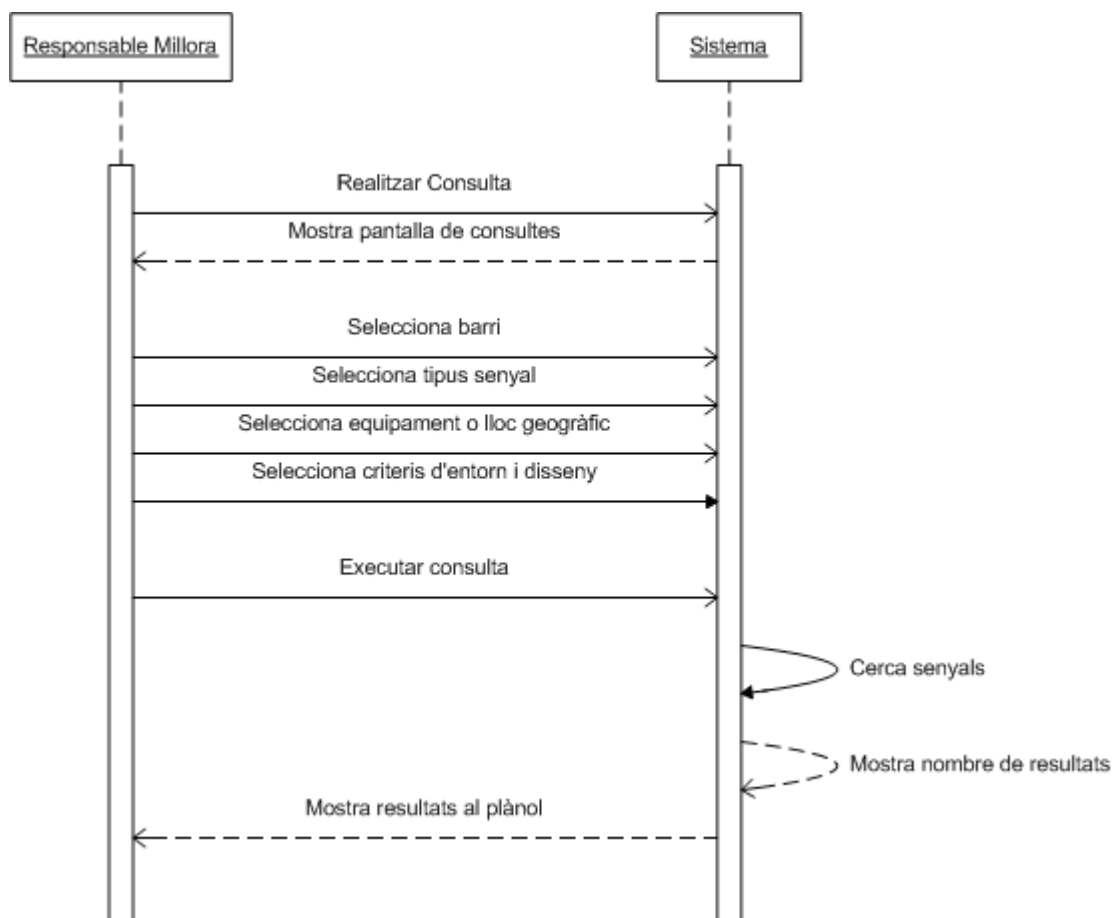 Responsable Millora
Sistema
Realitzar Consulta
Mostra pantalla de consultes
Selecciona barri
Selecciona tipus senyal
Selecciona equipament o lloc geogràfic
Selecciona criteris d'entorn i disseny
Executar consulta
Cerca senyals
Mostra nombre de resultats
Mostra resultats al plànol